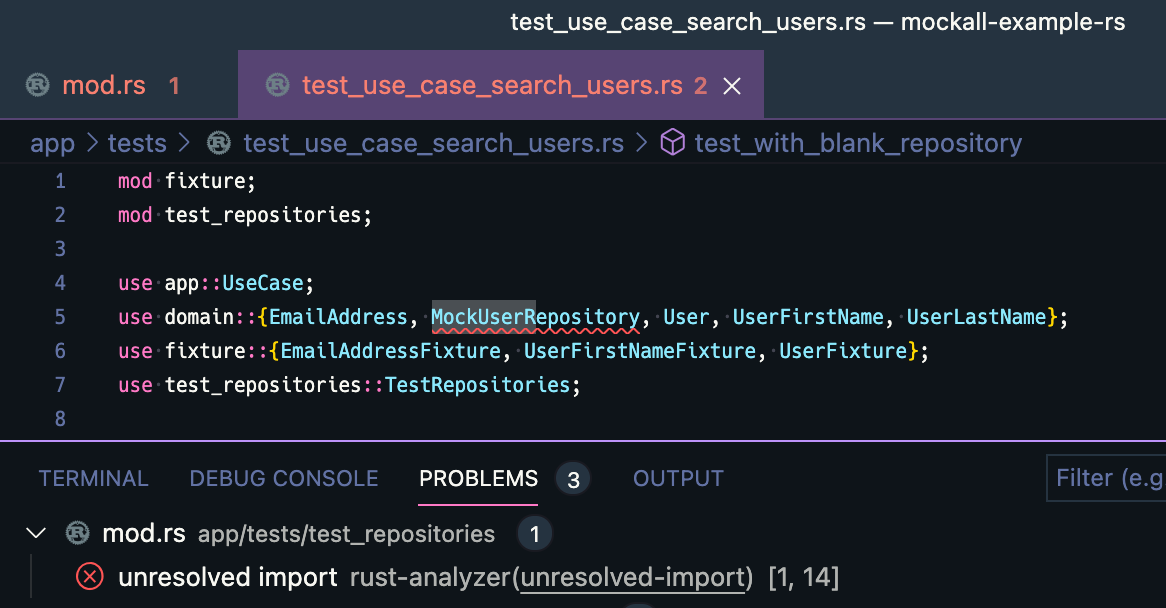 test_use_case_search_users.rs — mockall-example-rs
mod.rs 1 test_use_case_search_users.rs 2
app > tests > test_use_case_search_users.rs > test_with_blank_repository
1 mod fixture;
2 mod test_repositories;
3
4 use app::UseCase;
5 use domain::{EmailAddress, MockUserRepository, User, UserFirstName, UserLastName};
6 use fixture::{EmailAddressFixture, UserFirstNameFixture, UserFixture};
7 use test_repositories::TestRepositories;
8
TERMINAL DEBUG CONSOLE PROBLEMS 3 OUTPUT Filter (e.g
mod.rs app/tests/test_repositories 1
unresolved import rust-analyzer(unresolved-import) [1, 14]